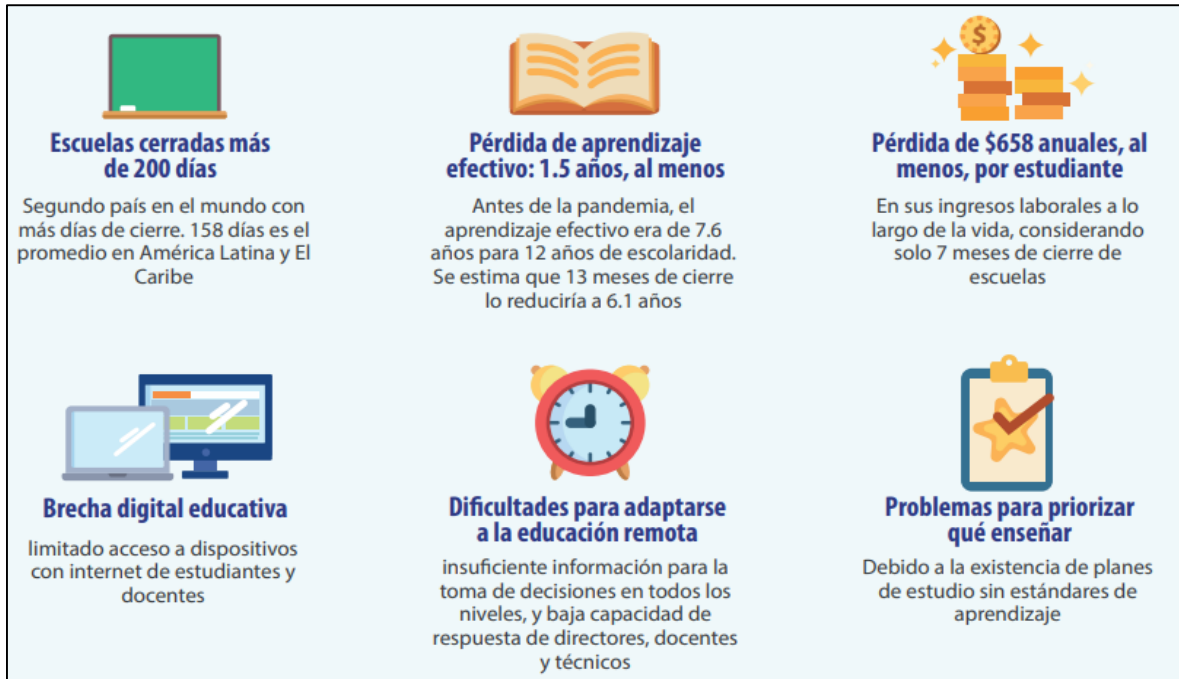 Escuelas cerradas más
de 200 días
Segundo país en el mundo con
más días de cierre. 158 días es el
promedio en América Latina y El
Caribe
Pérdida de aprendizaje
efectivo: 1.5 años, al menos
Antes de la pandemia, el
aprendizaje efectivo era de 7.6
años para 12 años de escolaridad.
Se estima que 13 meses de cierre
lo reduciría a 6.1 años
$
Pérdida de $658 anuales, al
menos, por estudiante
En sus ingresos laborales a lo
largo de la vida, considerando
solo 7 meses de cierre de
escuelas
Brecha digital educativa
limitado acceso a dispositivos
con internet de estudiantes y
docentes
Dificultades para adaptarse
a la educación remota
insuficiente información para la
toma de decisiones en todos los
niveles, y baja capacidad de
respuesta de directores, docentes
y técnicos
Problemas para priorizar
qué enseñar
Debido a la existencia de planes
de estudio sin estándares de
aprendizaje